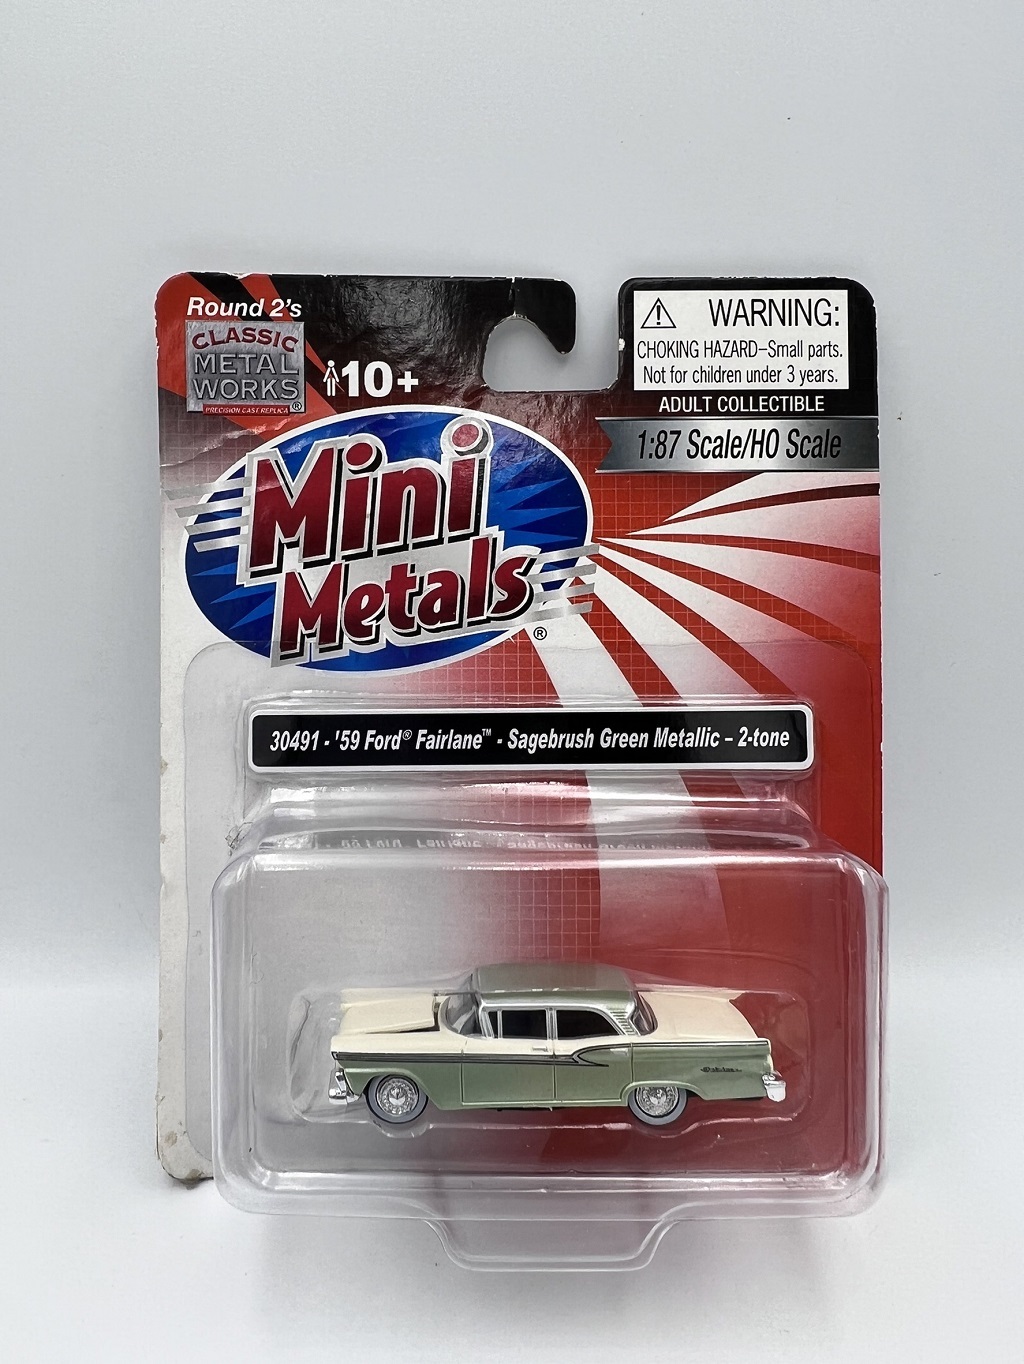 Round 2's
CLASSIC
METAL
WORKS®
PRECISION CAST REPLICA
10+
WARNING:
CHOKING HAZARD–Small parts.
Not for children under 3 years.
ADULT COLLECTIBLE
1:87 Scale/HO Scale
Mini
Metals
®
30491 - '59 Ford® Fairlane™ - Sagebrush Green Metallic – 2-tone